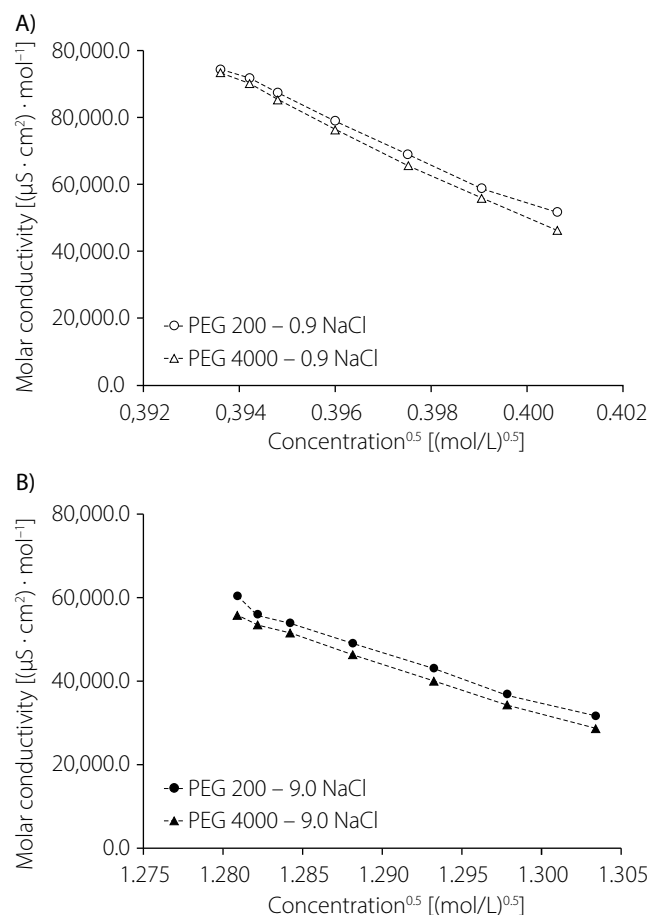 A)
Molar conductivity [(μS · cm²) · mol⁻¹]
80,000.0
80,000.0
60,000.0
40,000.0
20,000.0
0.0
PEG 200 – 0.9 NaCl
PEG 4000 – 0.9 NaCl
0,392 0,394 0.396 0.398 0.400 0.402
Concentration⁰·⁵ [(mol/L)⁰·⁵]
B)
Molar conductivity [(μS · cm²) · mol⁻¹]
80,000.0
60,000.0
40,000.0
20,000.0
0.0
PEG 200 – 9.0 NaCl
PEG 4000 – 9.0 NaCl
1.275 1.280 1.285 1.290 1.295 1.300 1.305
Concentration⁰·⁵ [(mol/L)⁰·⁵]